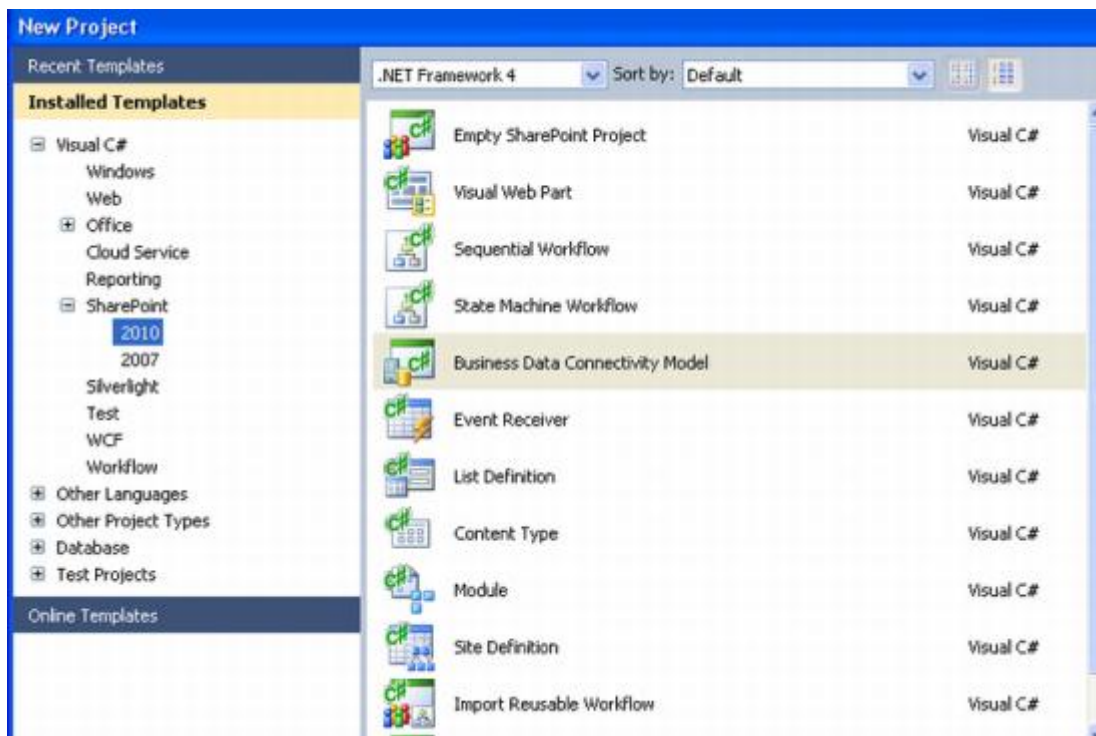 New Project
Recent Templates
Installed Templates
Visual C#
Windows
Web
Office
Cloud Service
Reporting
SharePoint
2010
2007
Silverlight
Test
WCF
Workflow
Other Languages
Other Project Types
Database
Test Projects
Online Templates
.NET Framework 4 Sort by: Default
Empty SharePoint Project Visual C#
Visual Web Part Visual C#
Sequential Workflow Visual C#
State Machine Workflow Visual C#
Business Data Connectivity Model Visual C#
Event Receiver Visual C#
List Definition Visual C#
Content Type Visual C#
Module Visual C#
Site Definition Visual C#
Import Reusable Workflow Visual C#